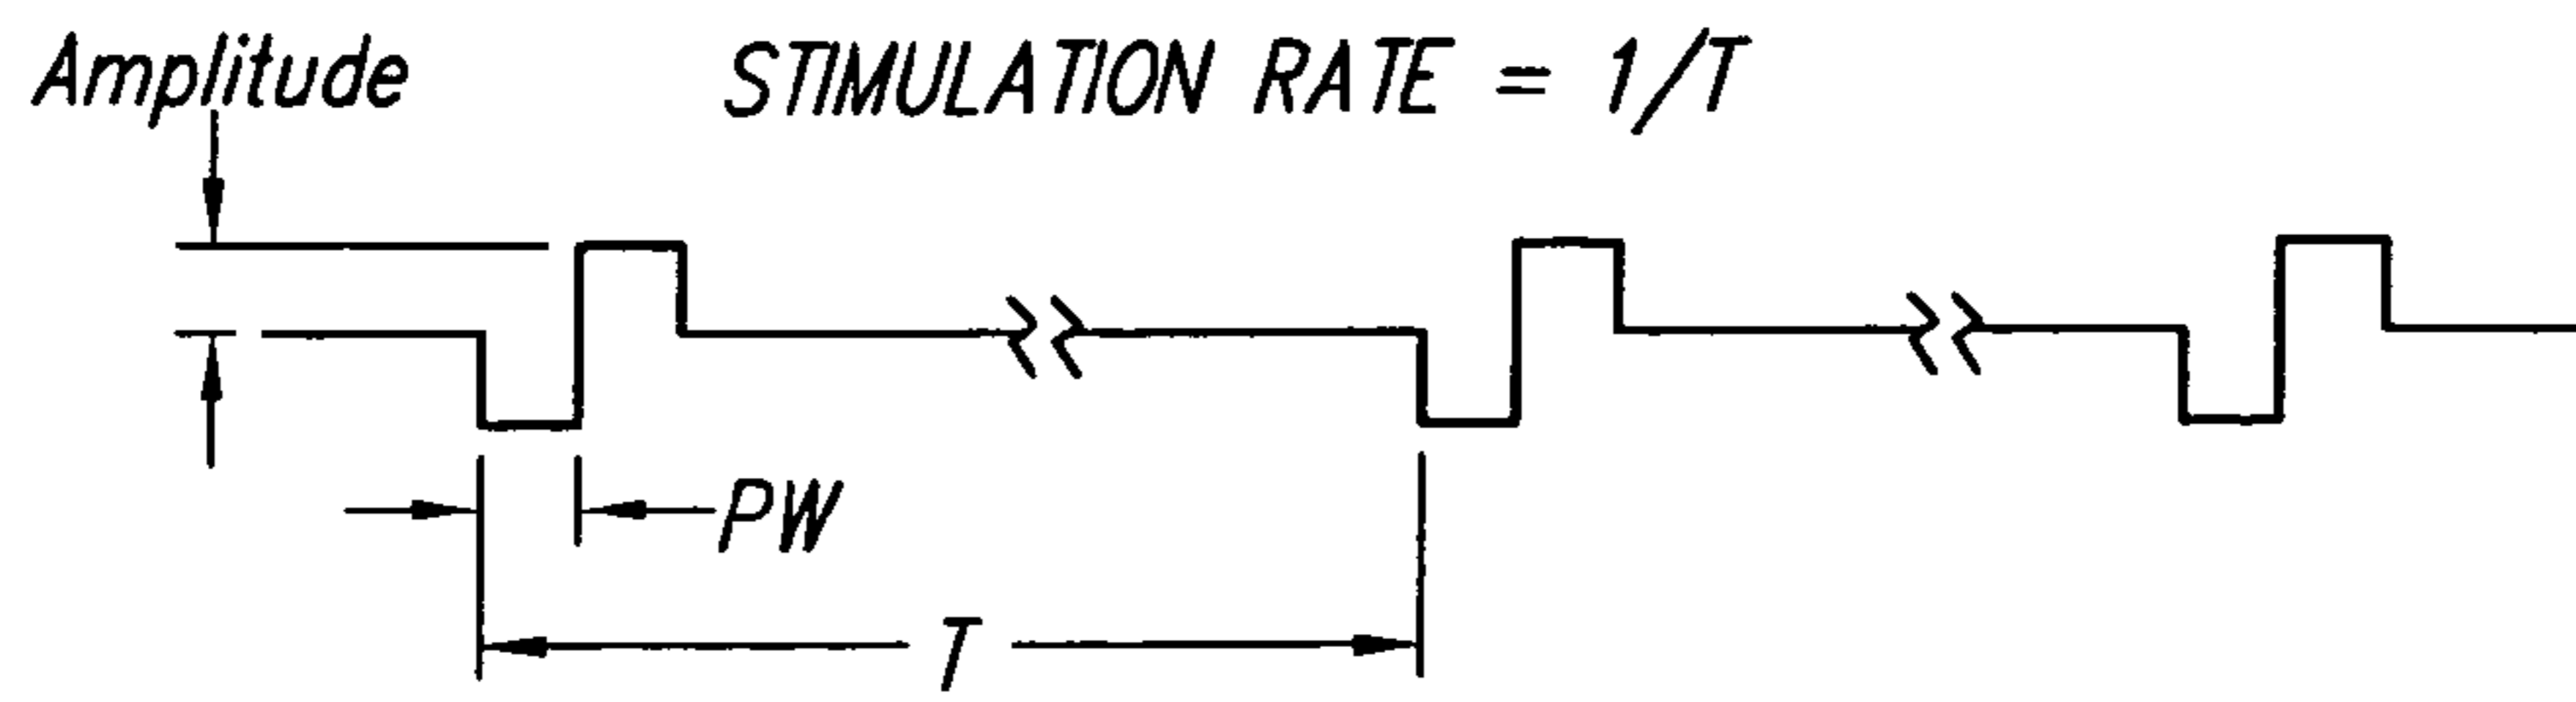 Amplitude
STIMULATION RATE = 1/T
PW
T